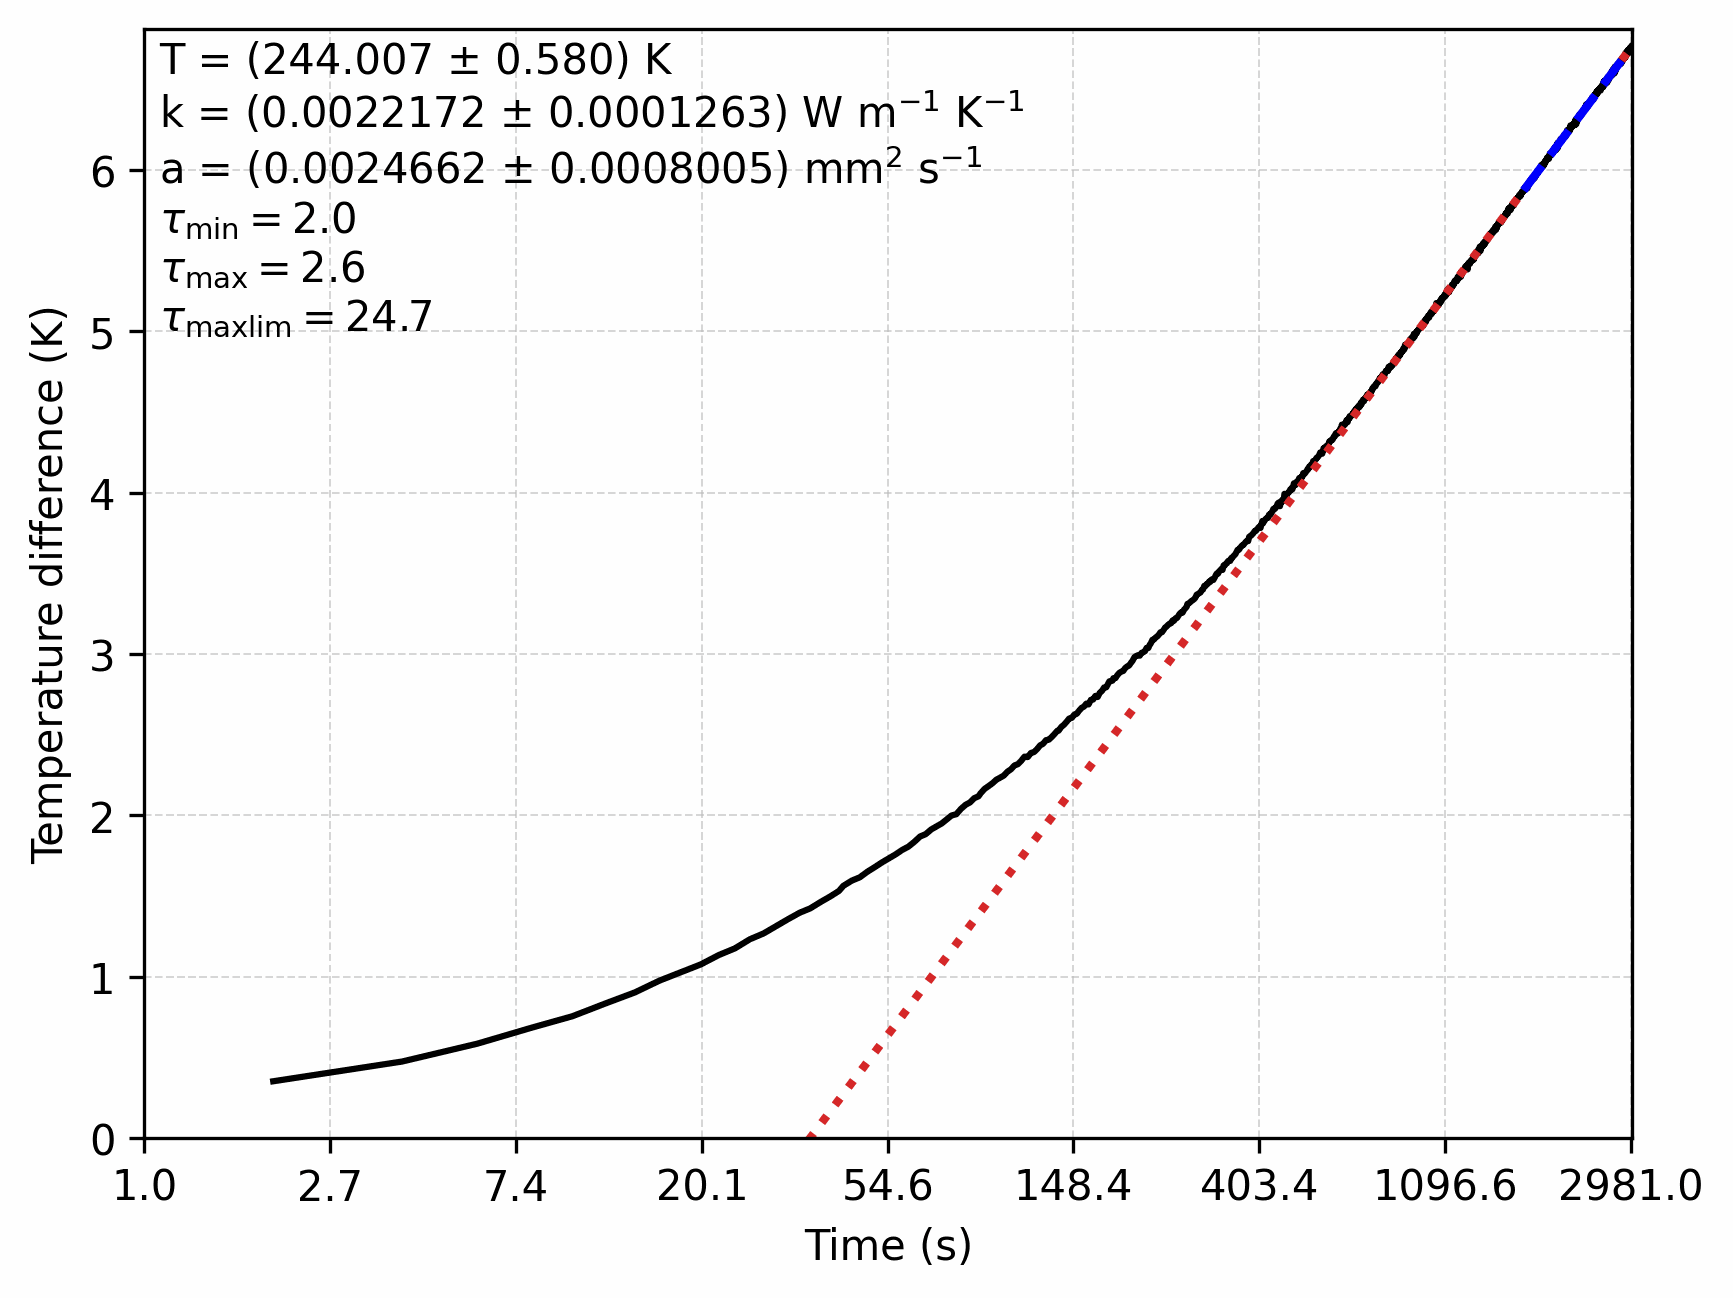 T = (244.007 ± 0.580) K
k = (0.0022172 ± 0.0001263) W m⁻¹ K⁻¹
a = (0.0024662 ± 0.0008005) mm² s⁻¹
τmin = 2.0
τmax = 2.6
τmaxlim = 24.7
Temperature difference (K)
6
5
4
3
2
1
0
1.0 2.7 7.4 20.1 54.6 148.4 403.4 1096.6 2981.0
Time (s)